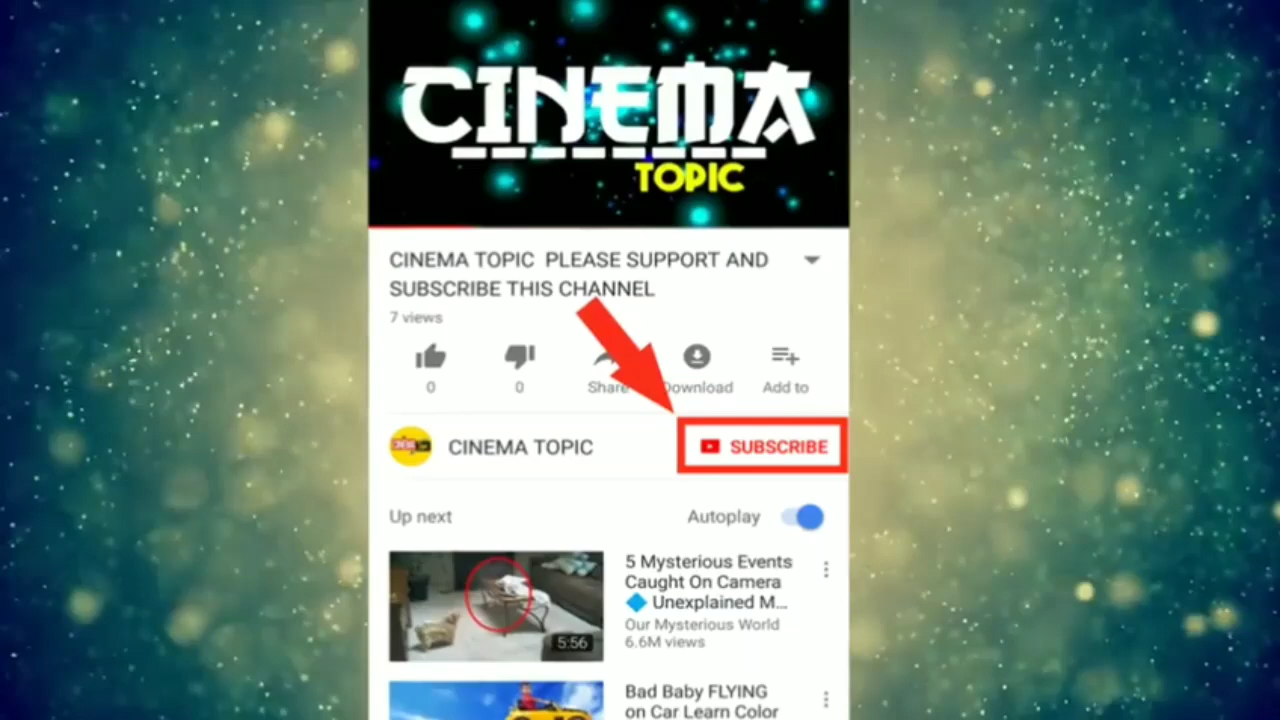 CINEMA
TOPIC
CINEMA TOPIC PLEASE SUPPORT AND
SUBSCRIBE THIS CHANNEL
7 views
0
0
Share
Download
Add to
CINEMA TOPIC
SUBSCRIBE
Up next
Autoplay
5:56
5 Mysterious Events
Caught On Camera
🔷 Unexplained M...
Our Mysterious World
6.6M views
Bad Baby FLYING
on Car Learn Color